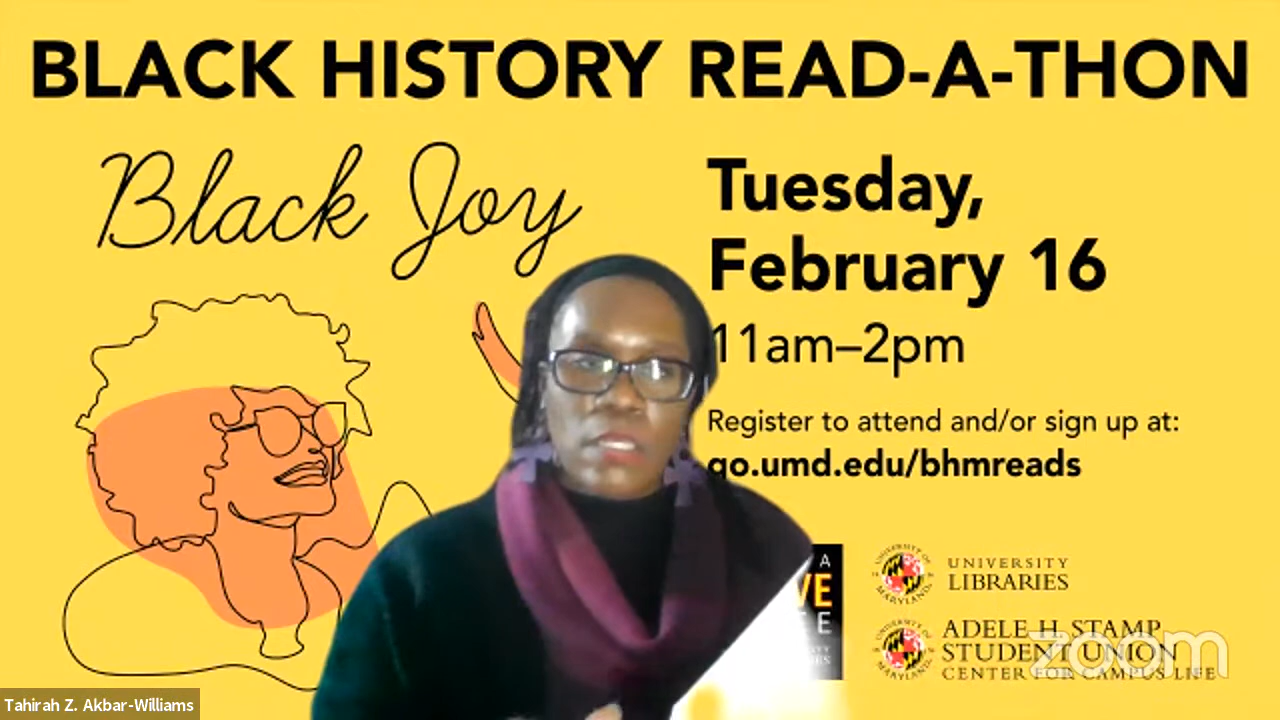 BLACK HISTORY READ-A-THON
Black Joy
Tuesday,
February 16
11am–2pm
Register to attend and/or sign up at:
go.umd.edu/bhmreads
A
VE
E
UNIVERSITY
LIBRARIES
ADELE H. STAMP
STUDENT UNION
CENTER FOR CAMPUS LIFE
zoom
Tahirah Z. Akbar-Williams